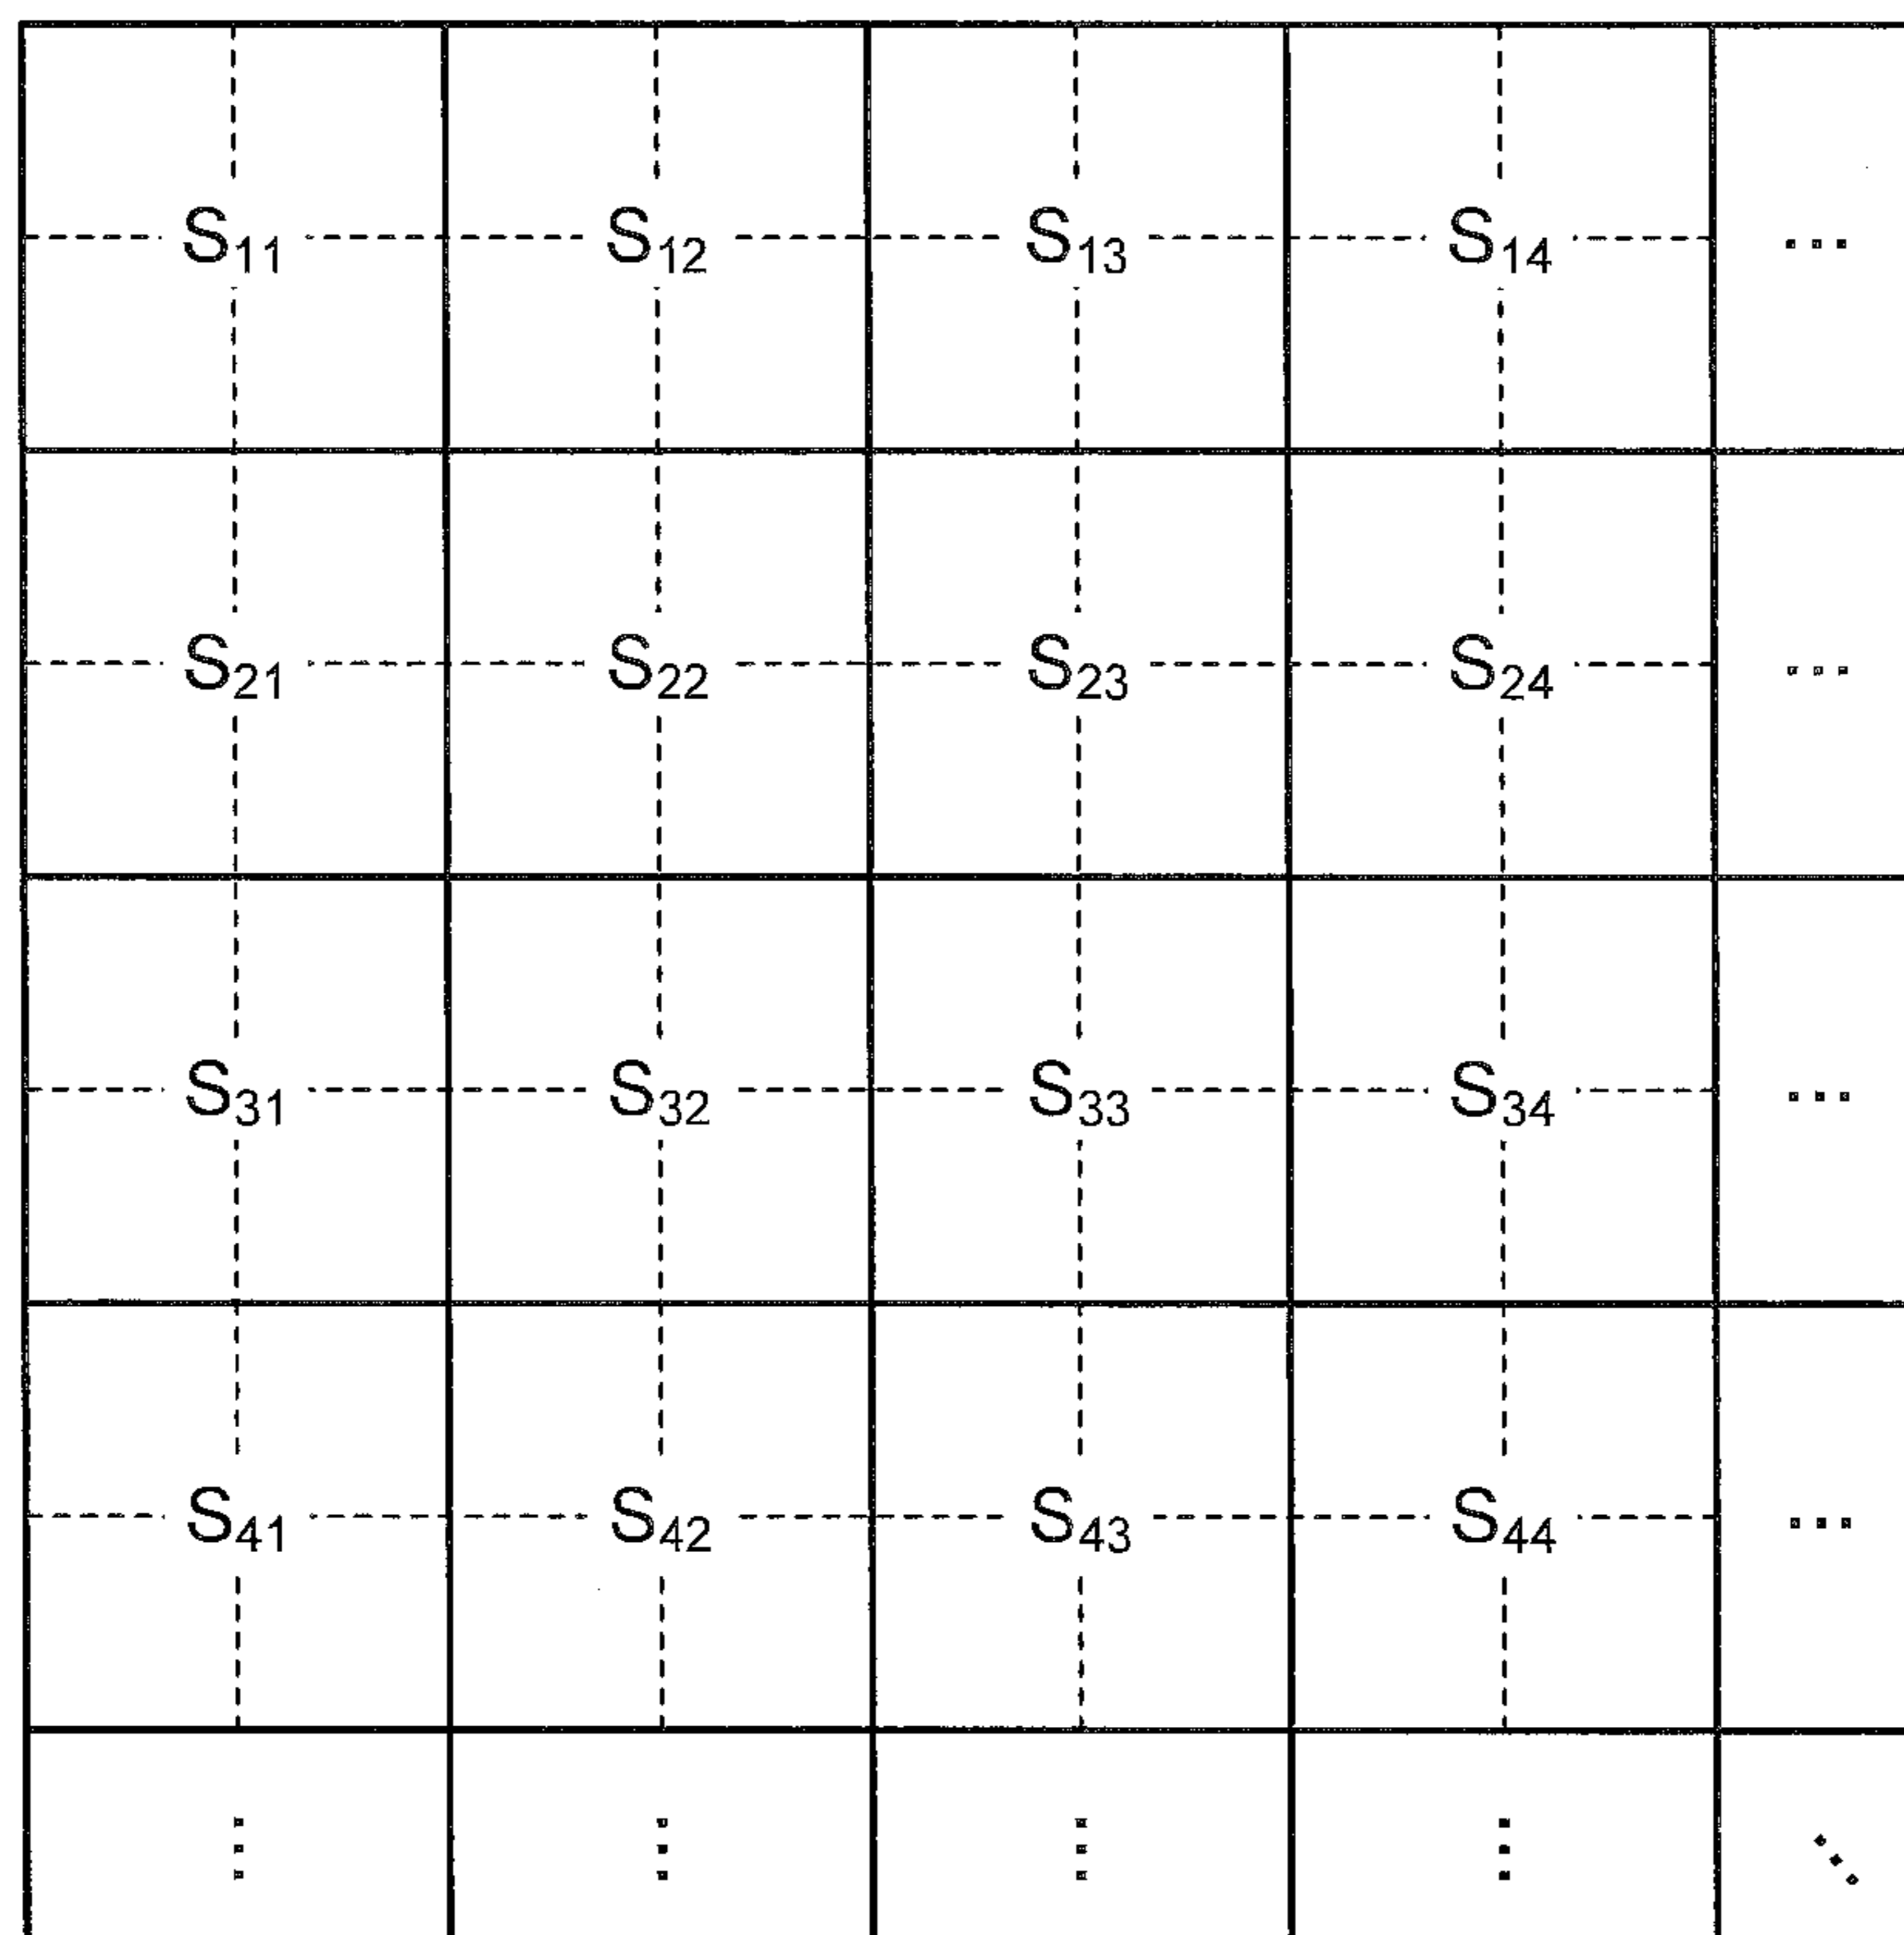 S₁₁ S₁₂ S₁₃ S₁₄ ...
S₂₁ S₂₂ S₂₃ S₂₄ ...
S₃₁ S₃₂ S₃₃ S₃₄ ...
S₄₁ S₄₂ S₄₃ S₄₄ ...
⋮ ⋮ ⋮ ⋮ ⋱